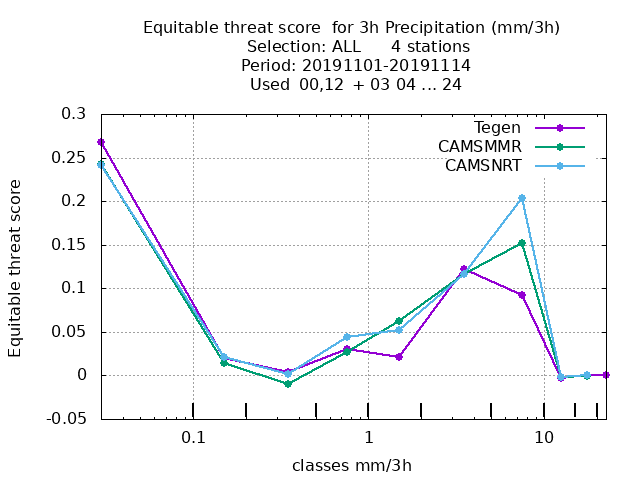 Equitable threat score  for 3h Precipitation (mm/3h)
Selection: ALL      4 stations
Period: 20191101-20191114
Used  00,12  + 03 04 ... 24
Tegen
CAMSMMR
CAMSNRT
0.3
0.25
0.2
0.15
0.1
0.05
0
-0.05
Equitable threat score
0.1 1 10
classes mm/3h